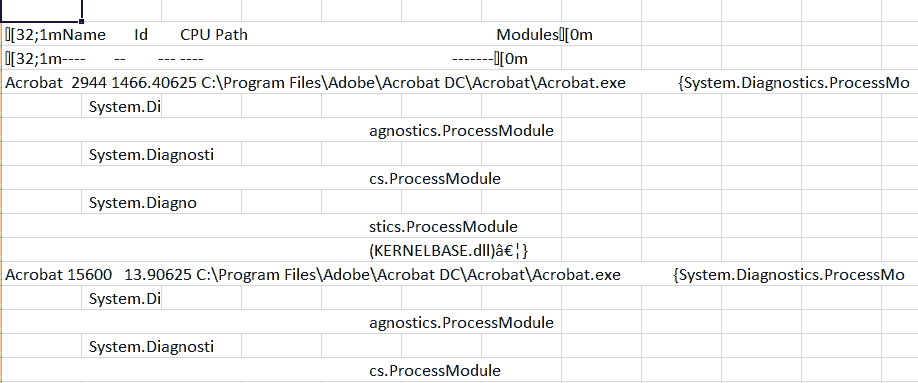 [32;1mName Id CPU Path Modules[0m
[32;1m---- -- --- ---- -------[0m
Acrobat 2944 1466.40625 C:\Program Files\Adobe\Acrobat DC\Acrobat\Acrobat.exe {System.Diagnostics.ProcessMo
System.Di
agnostics.ProcessModule
System.Diagnosti
cs.ProcessModule
System.Diagno
stics.ProcessModule
(KERNELBASE.dll)â€¦}
Acrobat 15600 13.90625 C:\Program Files\Adobe\Acrobat DC\Acrobat\Acrobat.exe {System.Diagnostics.ProcessMo
System.Di
agnostics.ProcessModule
System.Diagnosti
cs.ProcessModule